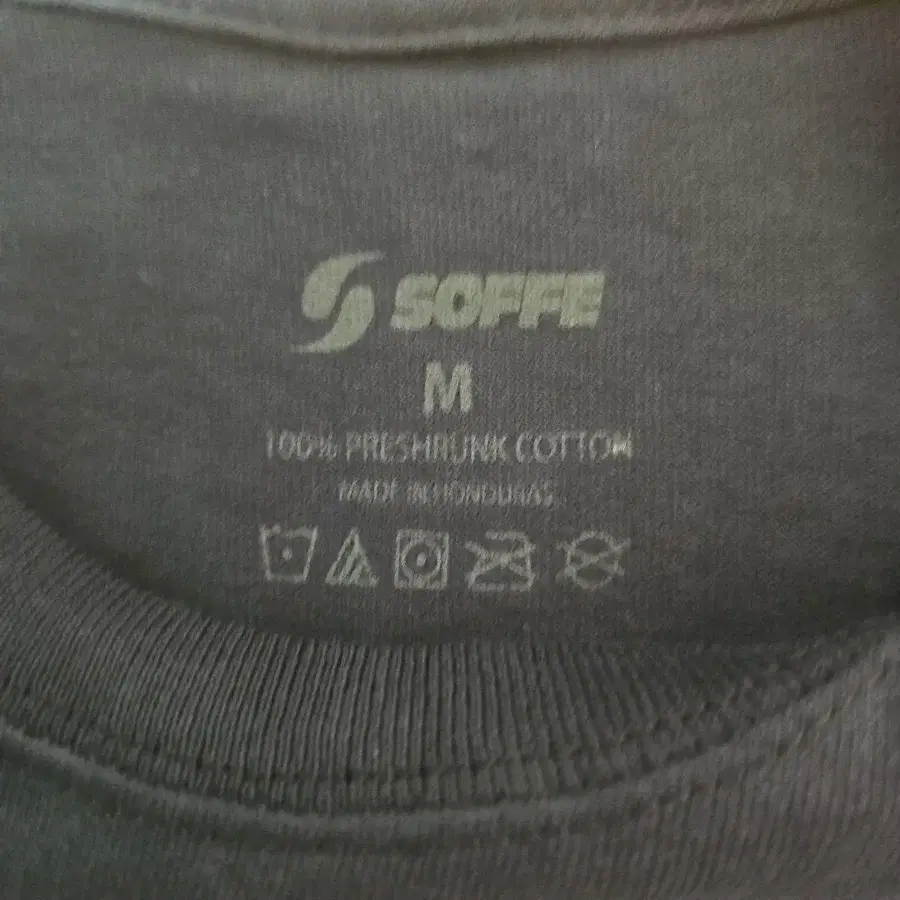 SOFFE
M
100% PRESHRUNK COTTON
MADE IN HONDURAS